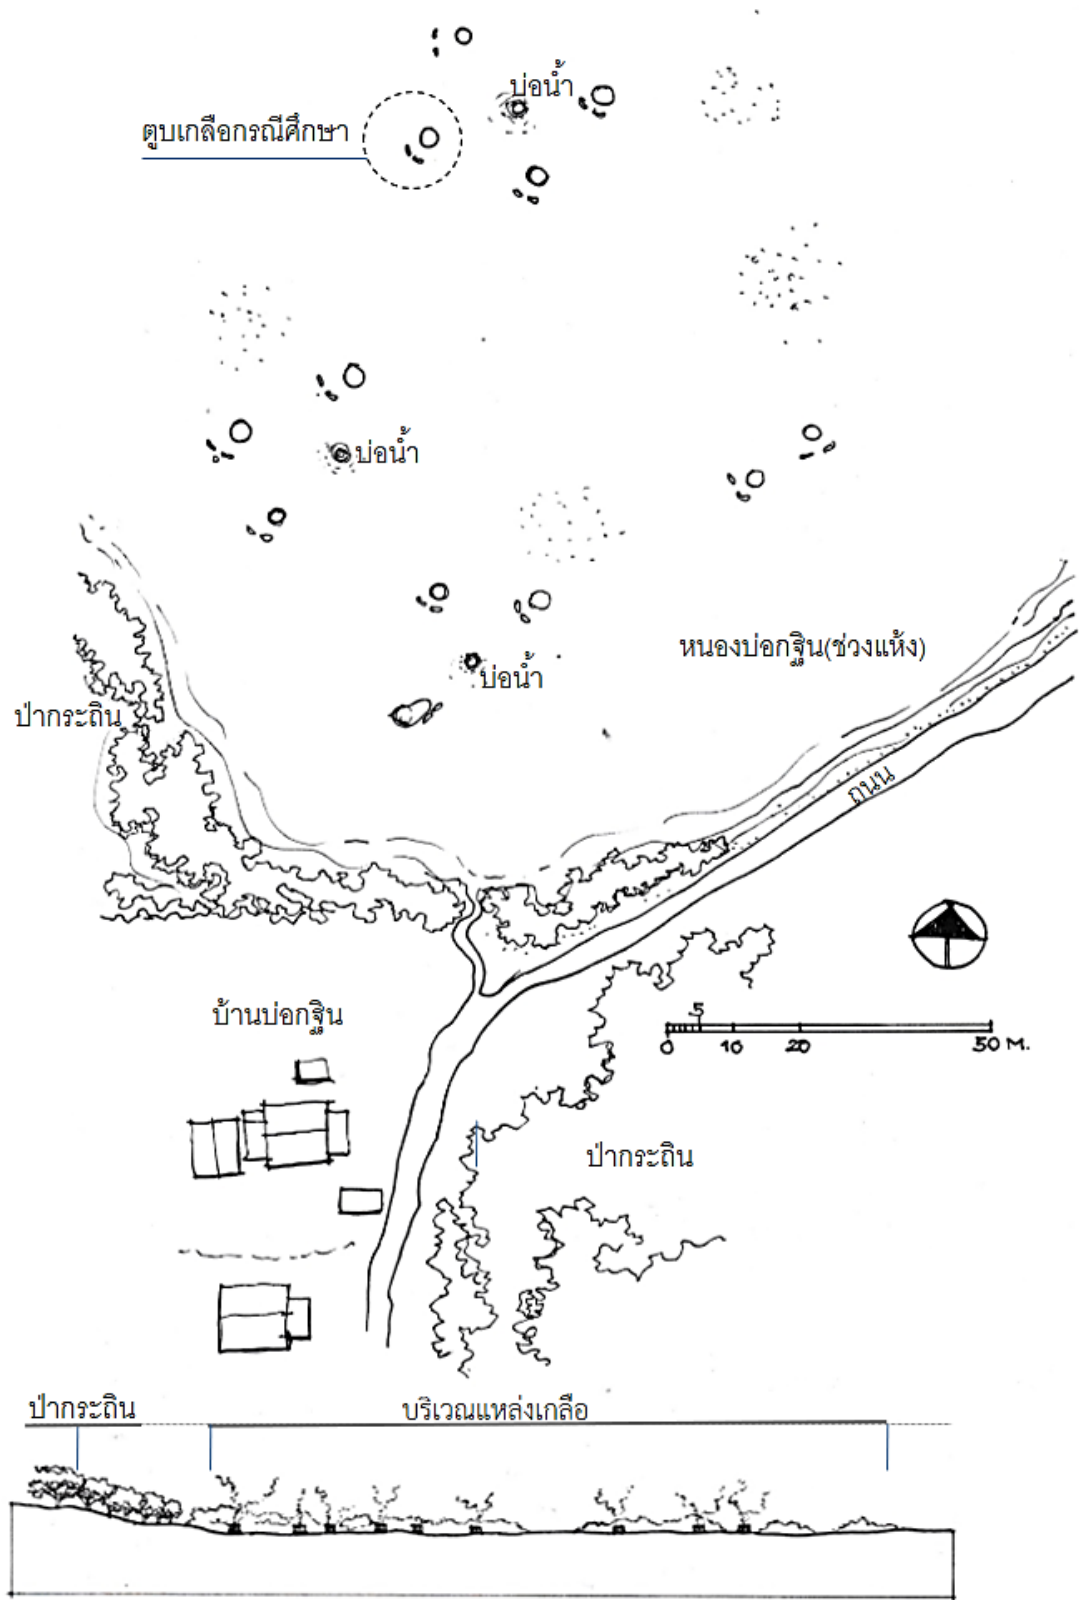 บ่อน้ำ
ตูบเกลือกรณีศึกษา
บ่อน้ำ
หนองบ่อกฐิน(ช่วงแห้ง)
บ่อน้ำ
ป่ากระถิน
ถนน
บ้านบ่อกฐิน
5
0 10 20 50 M.
ป่ากระถิน
ป่ากระถิน
บริเวณแหล่งเกลือ